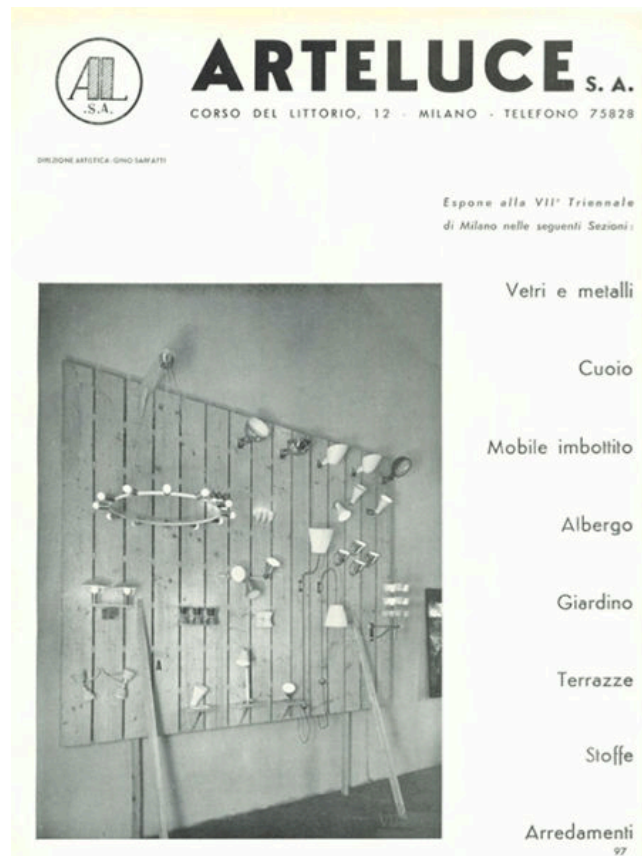 AL
.S.A.
ARTELUCE S. A.
CORSO DEL LITTORIO, 12 - MILANO - TELEFONO 75828
DIREZIONE ARTISTICA: GINO SARFATTI
Espone alla VIIª Triennale
di Milano nelle seguenti Sezioni:
Vetri e metalli
Cuoio
Mobile imbottito
Albergo
Giardino
Terrazze
Stoffe
Arredamenti
97